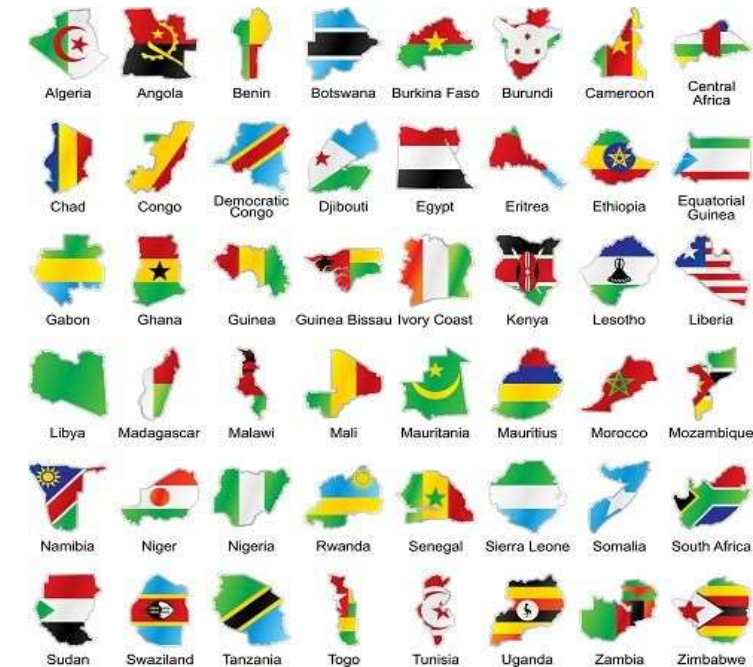 Algeria Angola Benin Botswana Burkina Faso Burundi Cameroon Central
Africa
Chad Congo Democratic Djibouti Egypt Eritrea Ethiopia Equatorial
Congo Guinea
Gabon Ghana Guinea Guinea Bissau Ivory Coast Kenya Lesotho Liberia
Libya Madagascar Malawi Mali Mauritania Mauritius Morocco Mozambique
Namibia Niger Nigeria Rwanda Senegal Sierra Leone Somalia South Africa
Sudan Swaziland Tanzania Togo Tunisia Uganda Zambia Zimbabwe